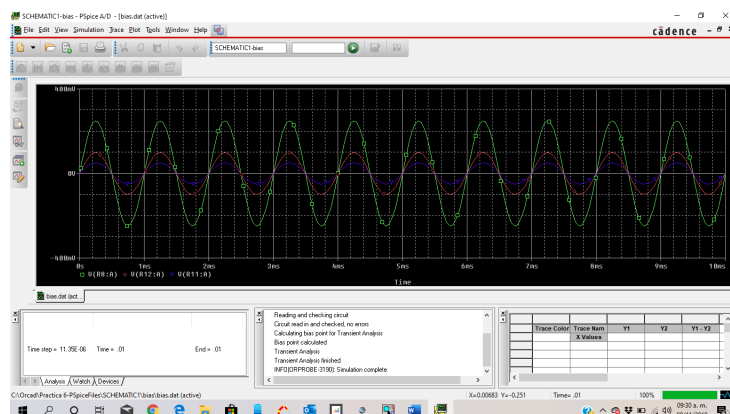 SCHEMATIC1-bias - PSpice A/D - [bias.dat (active)]
File Edit View Simulation Trace Plot Tools Window Help
cādence
SCHEMATIC1-bias
400mV
0V
-400mV
0s 1ms 2ms 3ms 4ms 5ms 6ms 7ms 8ms 9ms 10ms
V(R8:A) V(R12:A) V(R11:A)
Time
bias.dat (act...
Time step = 11.35E-06 Time = .01 End = .01
Analysis Watch Devices
Reading and checking circuit
Circuit read in and checked, no errors
Calculating bias point for Transient Analysis
Bias point calculated
Transient Analysis
Transient Analysis finished
INFO(ORPROBE-3190): Simulation complete
Trace Color Trace Nam Y1 Y2 Y1 - Y2
X Values
C:\Orcad\Practica 6-PSpiceFiles\SCHEMATIC1\bias\bias.dat (active)
X=0.00683 Y=-0.251 Time= .01 100%
09:30 a. m.